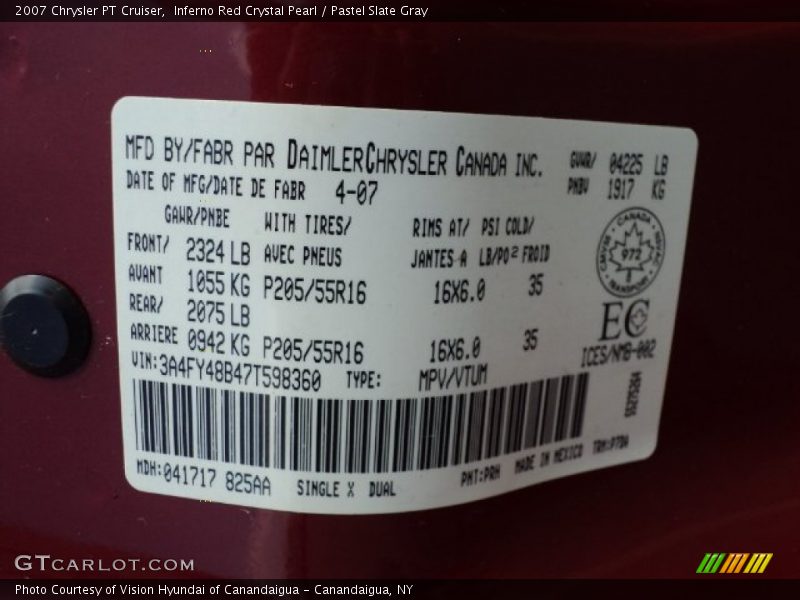 2007 Chrysler PT Cruiser, Inferno Red Crystal Pearl / Pastel Slate Gray
MFD BY/FABR PAR DAIMLERCHRYSLER CANADA INC.
GVWR/ 04225 LB
DATE OF MFG/DATE DE FABR 4-07
PNBV 1917 KG
GAWR/PNBE WITH TIRES/ RIMS AT/ PSI COLD/
FRONT/ 2324 LB AVEC PNEUS JANTES A LB/PO² FROID
AVANT 1055 KG P205/55R16 16X6.0 35
REAR/ 2075 LB
ARRIERE 0942 KG P205/55R16 16X6.0 35
CANADA
TRANSPORT
972
EC
ICES/NMB-002
VIN: 3A4FY48B47T598360 TYPE: MPV/VTUM
55275264
MDH: 041717 825AA SINGLE X DUAL PNT:PRH MADE IN MEXICO TRM:P7DA
GTCARLOT.COM
Photo Courtesy of Vision Hyundai of Canandaigua - Canandaigua, NY